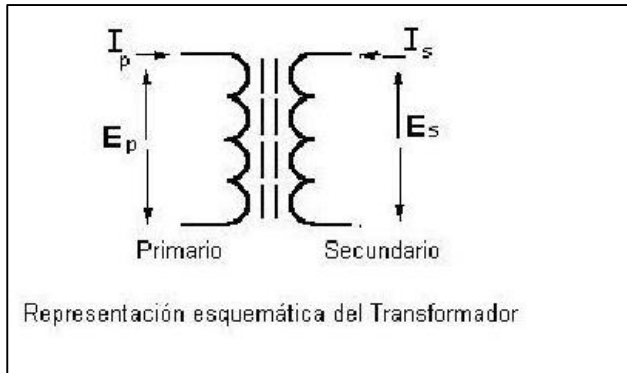 Ip Is
Ep Es
Primario Secundario
Representación esquemática del Transformador